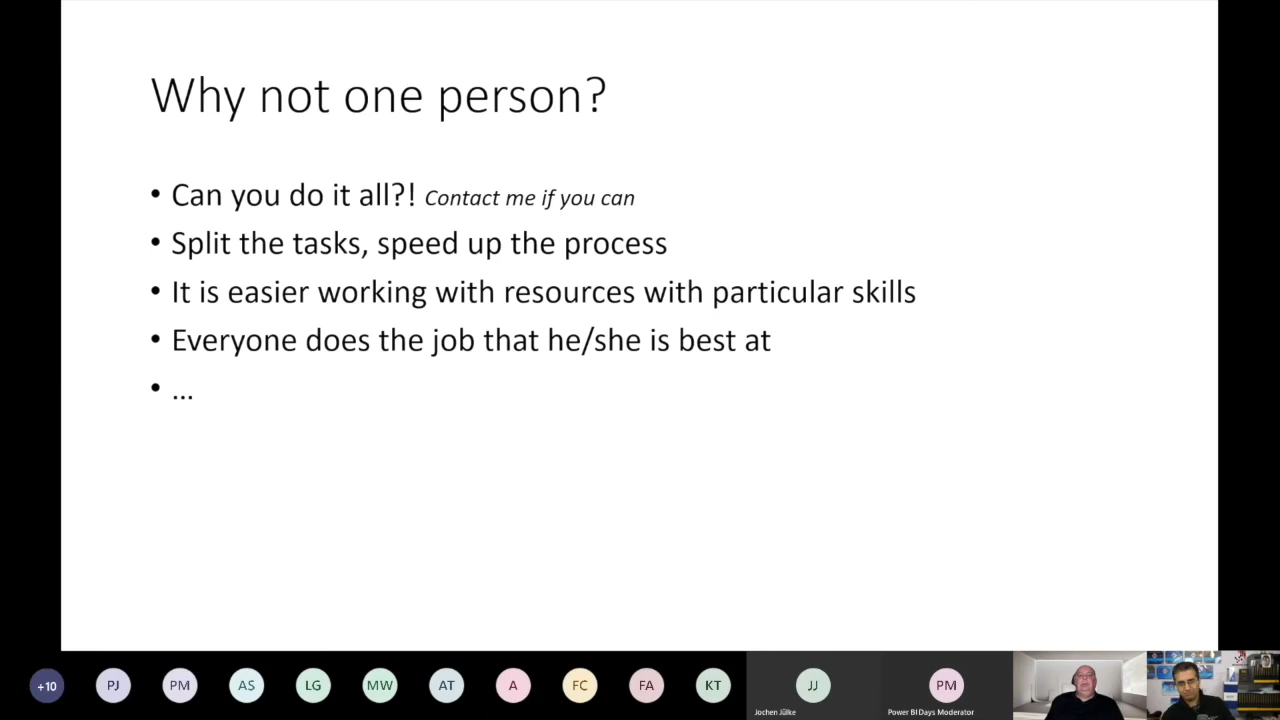 Why not one person?
• Can you do it all?! Contact me if you can
• Split the tasks, speed up the process
• It is easier working with resources with particular skills
• Everyone does the job that he/she is best at
• ...
+10
PJ
PM
AS
LG
MW
AT
A
FC
FA
KT
JJ
PM
Jochen Jülke
Power BI Days Moderator